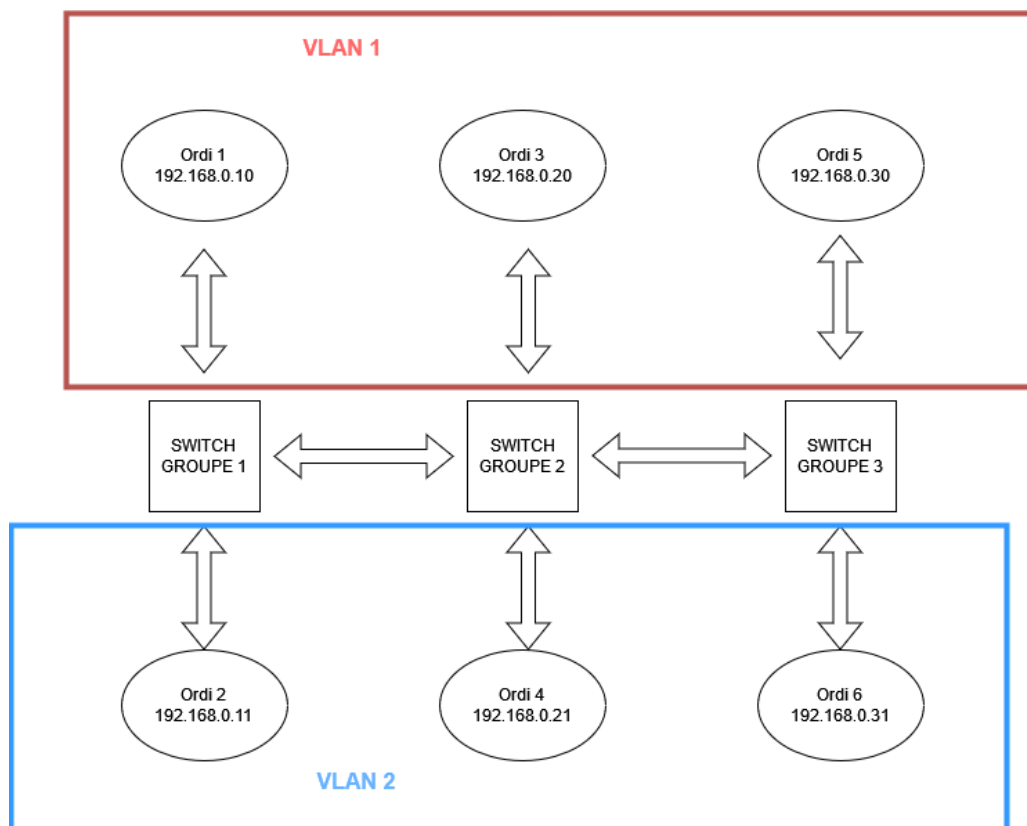 VLAN 1
Ordi 1
192.168.0.10
Ordi 3
192.168.0.20
Ordi 5
192.168.0.30
SWITCH
GROUPE 1
SWITCH
GROUPE 2
SWITCH
GROUPE 3
Ordi 2
192.168.0.11
Ordi 4
192.168.0.21
Ordi 6
192.168.0.31
VLAN 2